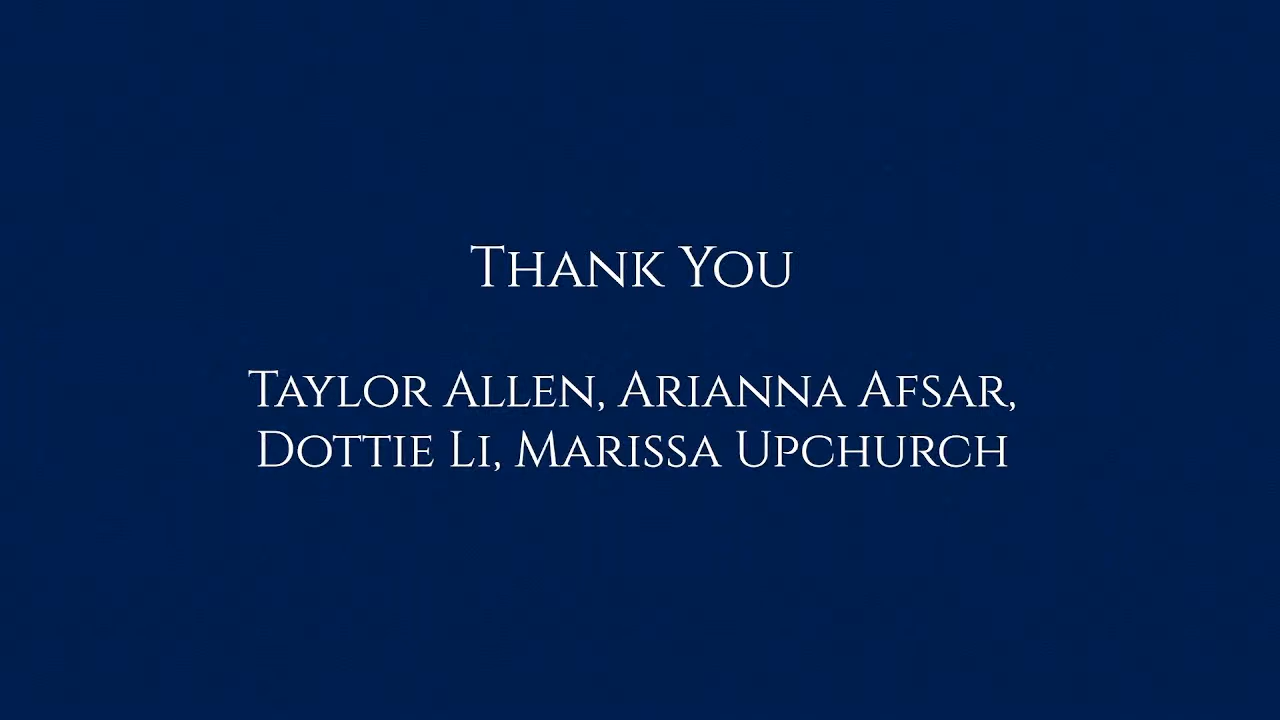 Thank You
Taylor Allen, Arianna Afsar,
Dottie Li, Marissa Upchurch